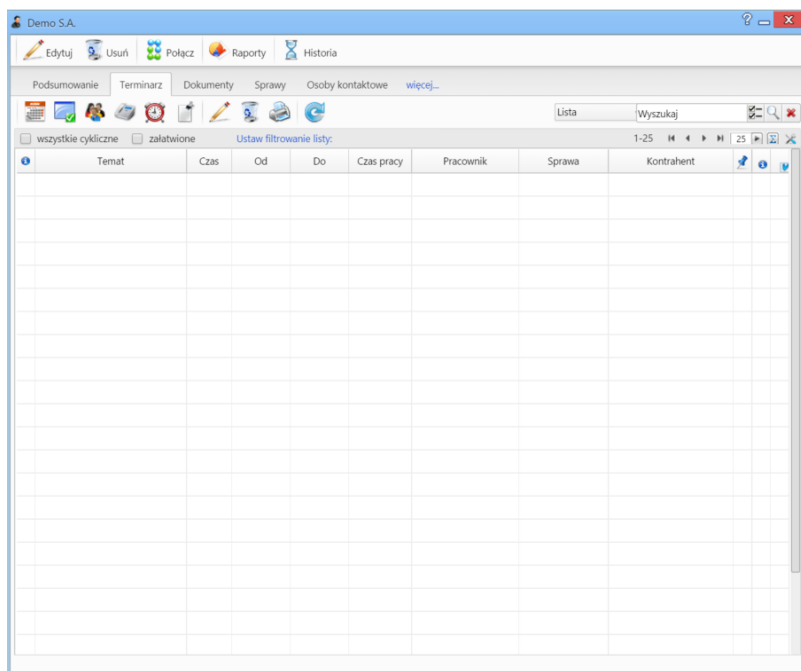 Demo S.A.
Edytuj Usuń Połącz Raporty Historia
Podsumowanie Terminarz Dokumenty Sprawy Osoby kontaktowe więcej...
Lista Wyszukaj
wszystkie cykliczne załatwione Ustaw filtrowanie listy: 1-25 25
Temat Czas Od Do Czas pracy Pracownik Sprawa Kontrahent